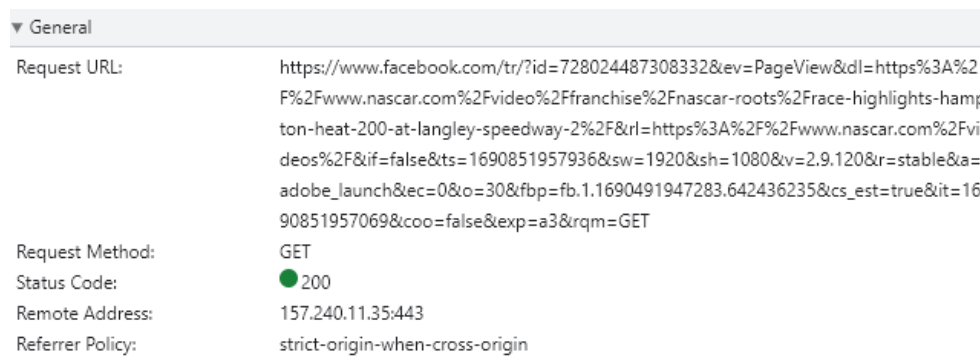 General
Request URL: https://www.facebook.com/tr/?id=728024487308332&ev=PageView&dl=https%3A%2
F%2Fwww.nascar.com%2Fvideo%2Ffranchise%2Fnascar-roots%2Frace-highlights-hamp
ton-heat-200-at-langley-speedway-2%2F&rl=https%3A%2F%2Fwww.nascar.com%2Fvi
deos%2F&if=false&ts=1690851957936&sw=1920&sh=1080&v=2.9.120&r=stable&a=
adobe_launch&ec=0&o=30&fbp=fb.1.1690491947283.642436235&cs_est=true&it=16
90851957069&coo=false&exp=a3&rqm=GET
Request Method: GET
Status Code: 200
Remote Address: 157.240.11.35:443
Referrer Policy: strict-origin-when-cross-origin